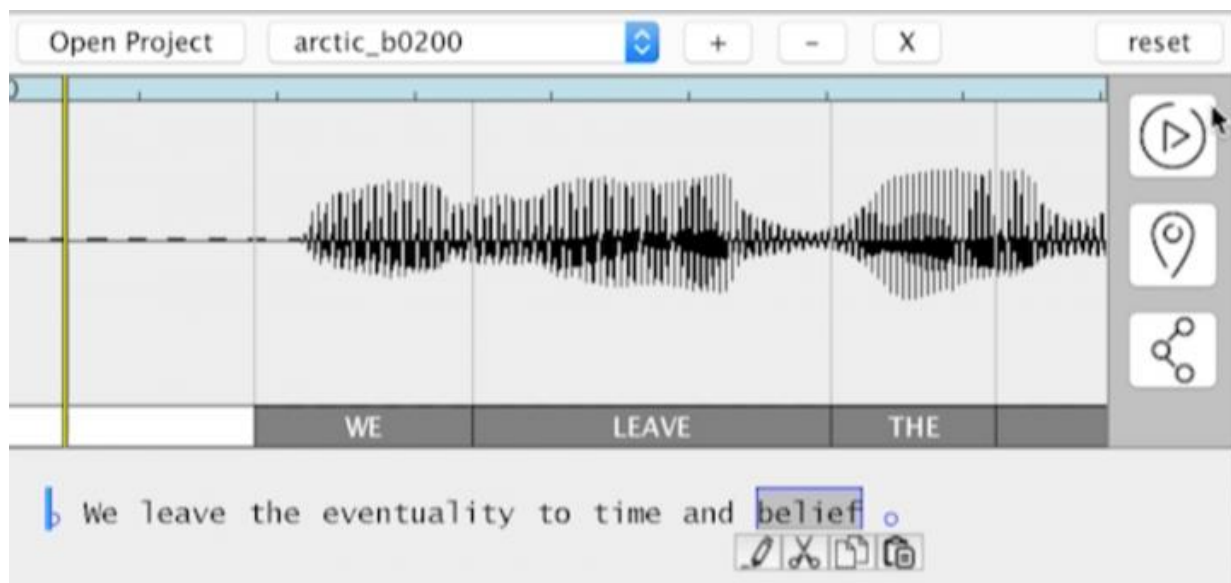 Open Project arctic_b0200 + - X reset
WE LEAVE THE
We leave the eventuality to time and belief